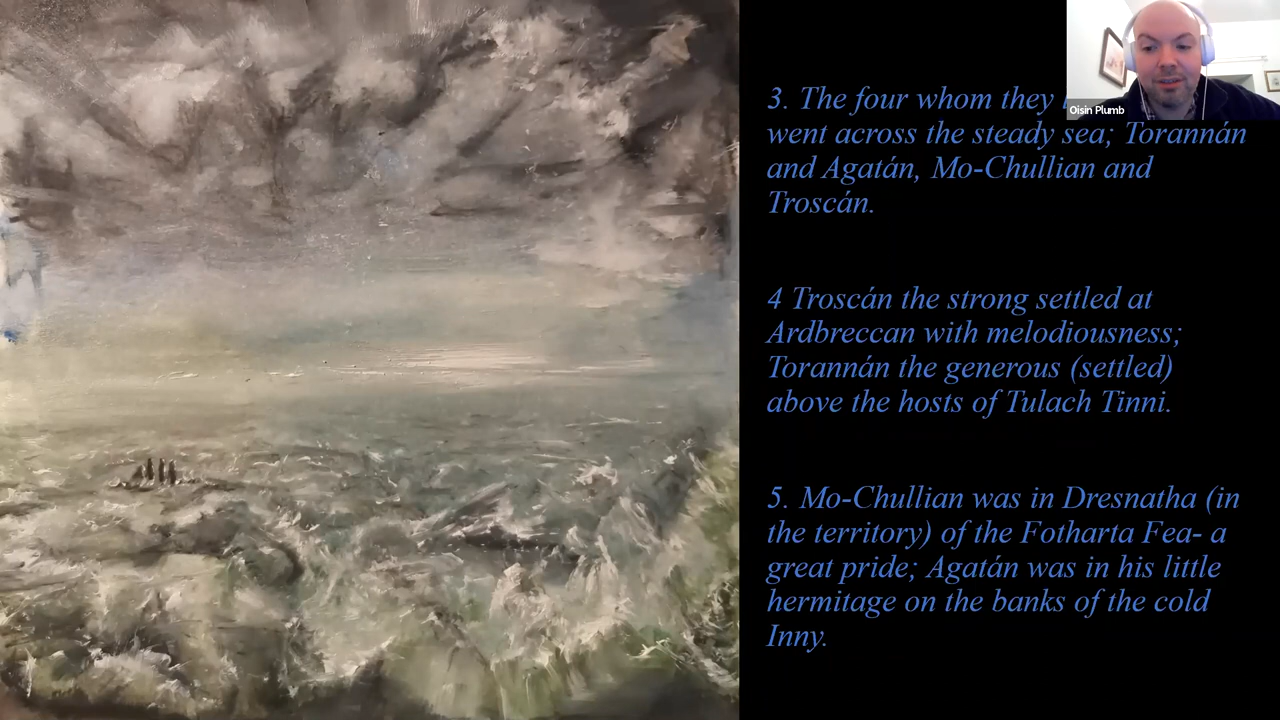 3. The four whom they
went across the steady sea; Torannán
and Agatán, Mo-Chullian and
Troscán.
4 Troscán the strong settled at
Ardbreccan with melodiousness;
Torannán the generous (settled)
above the hosts of Tulach Tinni.
5. Mo-Chullian was in Dresnatha (in
the territory) of the Fotharta Fea- a
great pride; Agatán was in his little
hermitage on the banks of the cold
Inny.
Oisin Plumb